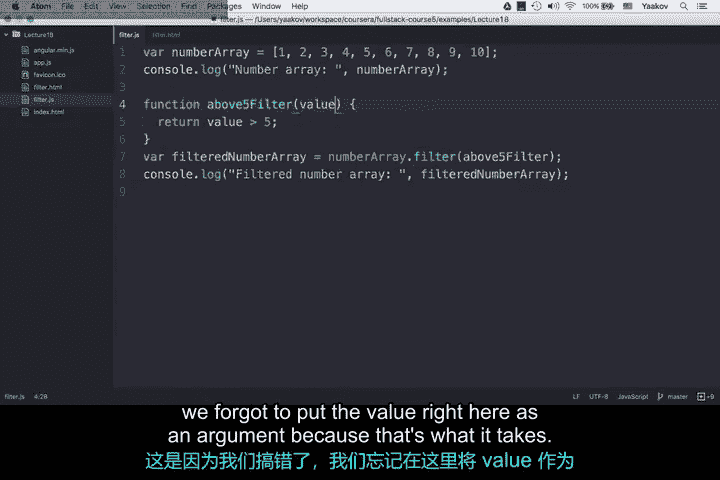 Atom File Edit View Selection Find Packages Window Help 100% Yaakov
filter.js — /Users/yaakov/workspace/coursera/fullstack-course5/examples/Lecture18
Lecture18
angular.min.js
app.js
favicon.ico
filter.html
filter.js
index.html
filter.js filter.html
1 var numberArray = [1, 2, 3, 4, 5, 6, 7, 8, 9, 10];
2 console.log("Number array: ", numberArray);
3
4 function above5Filter(value) {
5 return value > 5;
6 }
7 var filteredNumberArray = numberArray.filter(above5Filter);
8 console.log("Filtered number array: ", filteredNumberArray);
9
filter.js 4:28 LF UTF-8 JavaScript master +9
we forgot to put the value right here as
an argument because that's what it takes.
这是因为我们搞错了，我们忘记在这里将 value 作为